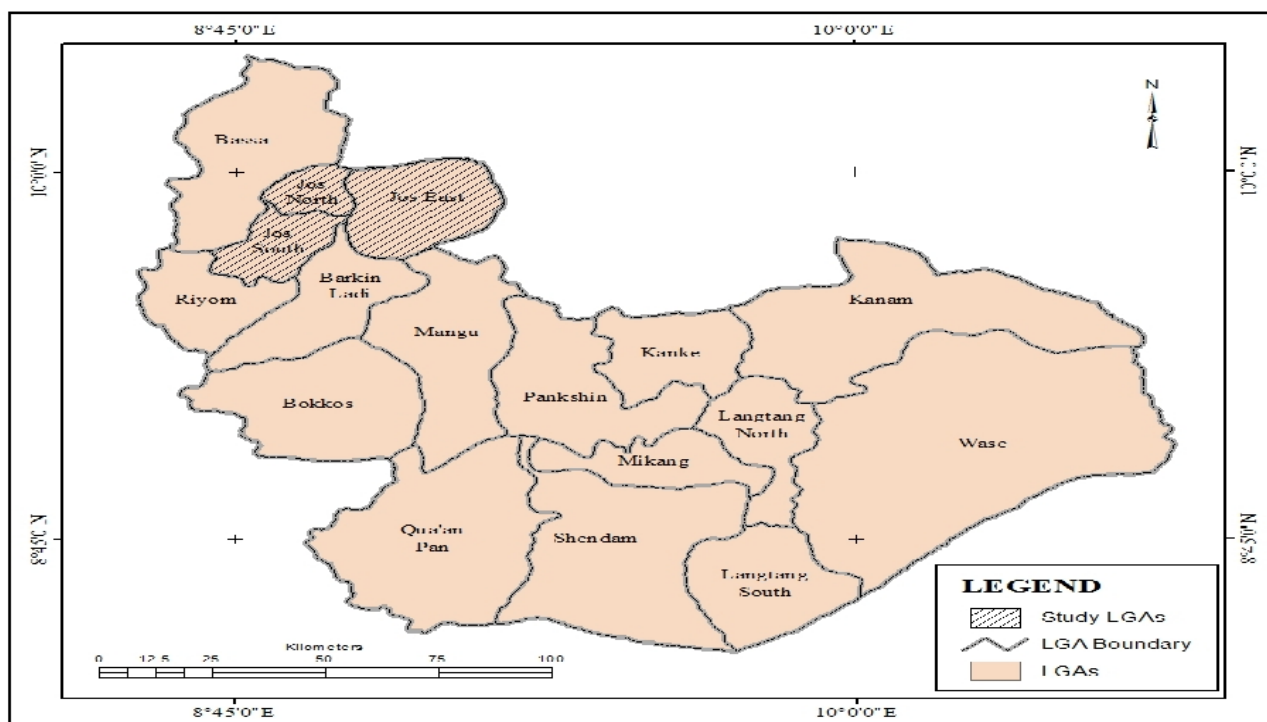 8°45'0"E
10°0'0"E
N
10°0'0"N
10°0'0"N
Bassa
Jos
North
Jos East
Jos
South
Barkin
Ladi
Riyom
Kanam
Mangu
Kanke
Pankshin
Bokkos
Langtang
North
Wase
Mikang
Qua'an
Pan
Shendam
8°45'0"N
8°45'0"N
Langtang
South
LEGEND
Study LGAs
LGA Boundary
LGAs
Kilometers
0 12.5 25 50 75 100
8°45'0"E
10°0'0"E